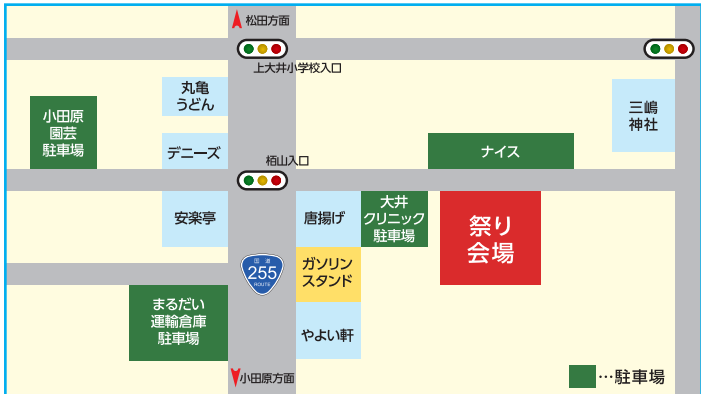 松田方面
上大井小学校入口
丸亀
うどん
三嶋
神社
小田原
園芸
駐車場
デニーズ
ナイス
栢山入口
安楽亭
唐揚げ
大井
クリニック
駐車場
祭り
会場
国道
255
ROUTE
ガソリン
スタンド
まるだい
運輸倉庫
駐車場
やよい軒
小田原方面
…駐車場